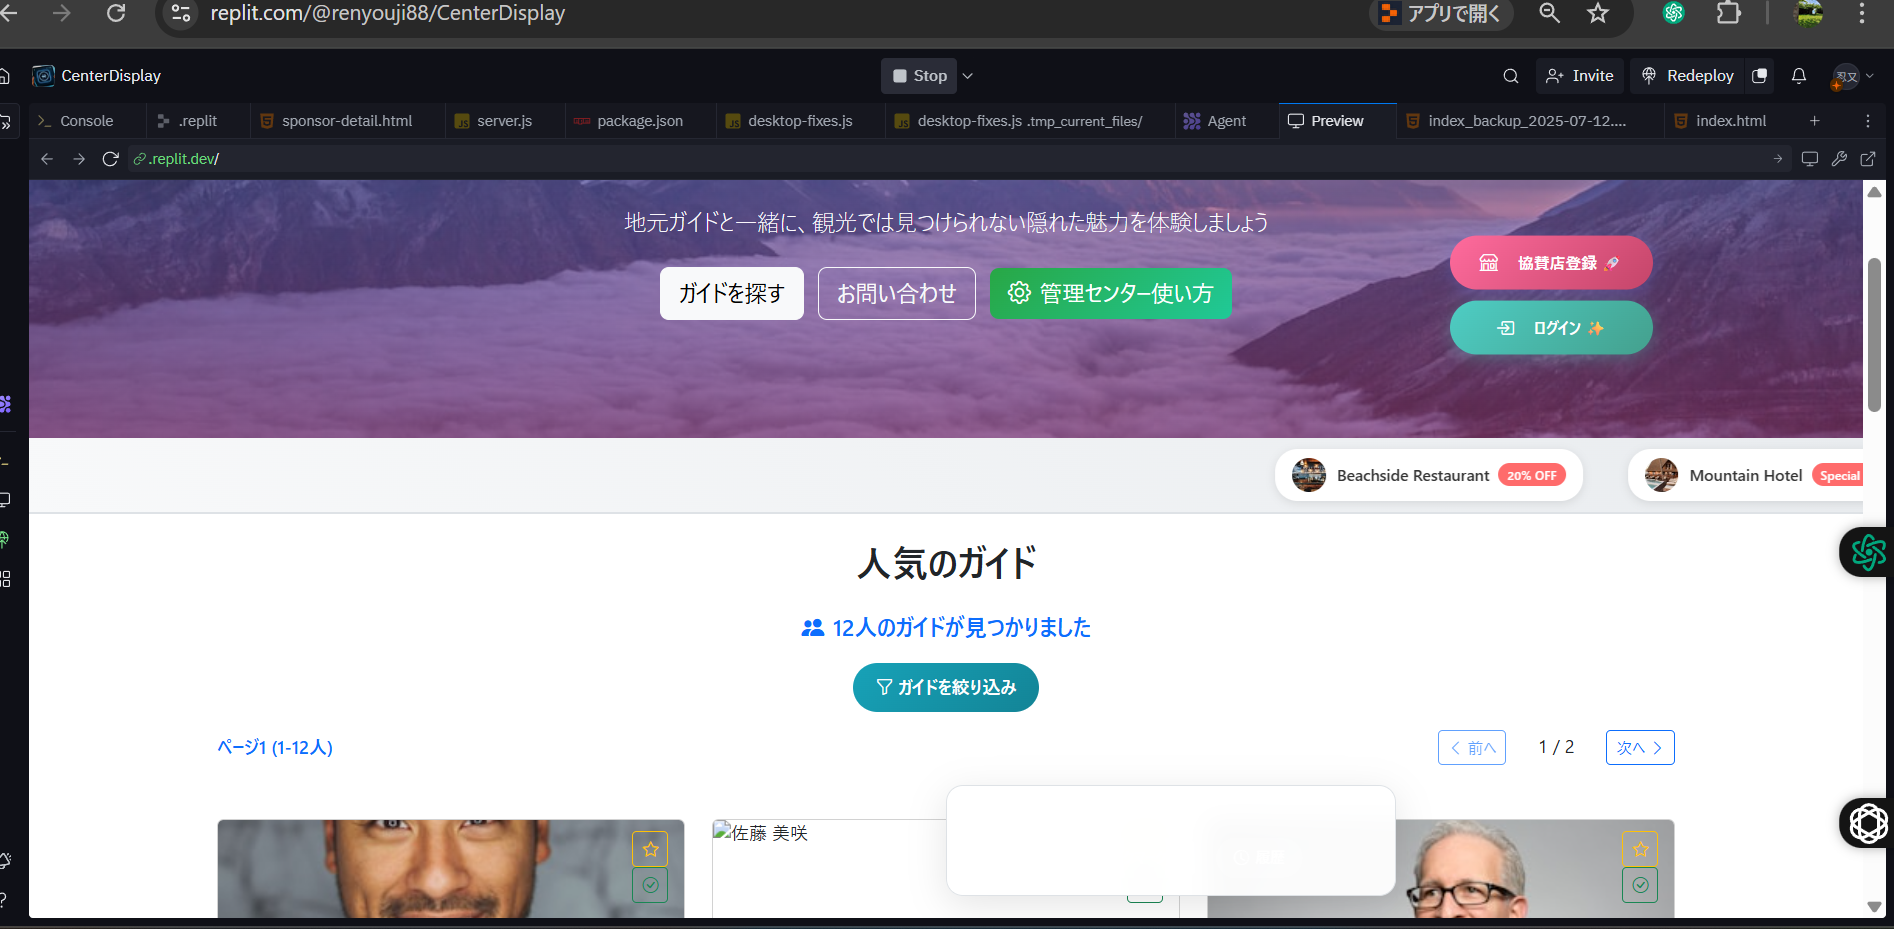 replit.com/@renyouji88/CenterDisplay
アプリで開く
CenterDisplay
Stop
Invite
Redeploy
忍又
Console
.replit
sponsor-detail.html
server.js
package.json
desktop-fixes.js
desktop-fixes.js .tmp_current_files/
Agent
Preview
index_backup_2025-07-12....
index.html
.replit.dev/
地元ガイドと一緒に、観光では見つけられない隠れた魅力を体験しましょう
協賛店登録 🚀
ガイドを探す
お問い合わせ
管理センター使い方
ログイン ✨
Beachside Restaurant 20% OFF
Mountain Hotel Special
人気のガイド
12人のガイドが見つかりました
ガイドを絞り込み
ページ1 (1-12人)
前へ
1 / 2
次へ
佐藤 美咲